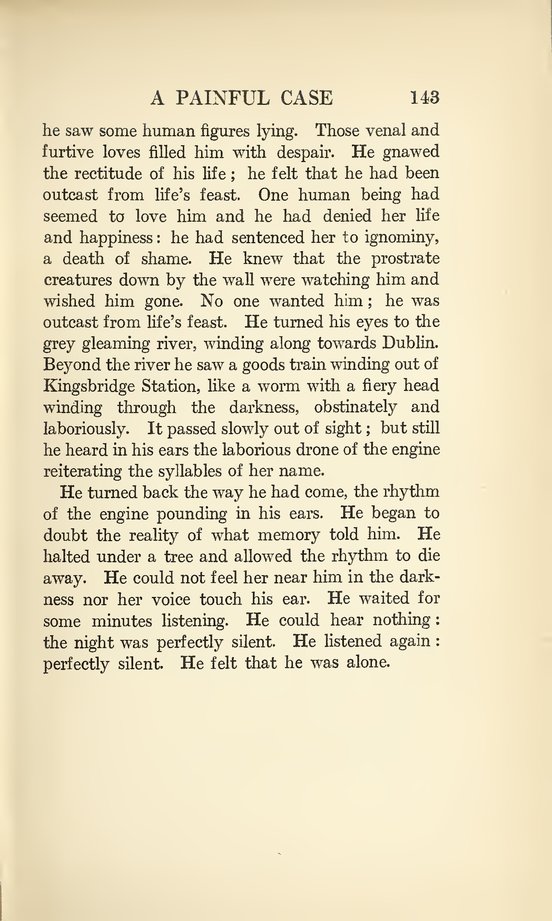 A PAINFUL CASE 143
he saw some human figures lying. Those venal and
furtive loves filled him with despair. He gnawed
the rectitude of his life ; he felt that he had been
outcast from life's feast. One human being had
seemed to love him and he had denied her life
and happiness : he had sentenced her to ignominy,
a death of shame. He knew that the prostrate
creatures down by the wall were watching him and
wished him gone. No one wanted him ; he was
outcast from life's feast. He turned his eyes to the
grey gleaming river, winding along towards Dublin.
Beyond the river he saw a goods train winding out of
Kingsbridge Station, like a worm with a fiery head
winding through the darkness, obstinately and
laboriously. It passed slowly out of sight ; but still
he heard in his ears the laborious drone of the engine
reiterating the syllables of her name.
He turned back the way he had come, the rhythm
of the engine pounding in his ears. He began to
doubt the reality of what memory told him. He
halted under a tree and allowed the rhythm to die
away. He could not feel her near him in the dark-
ness nor her voice touch his ear. He waited for
some minutes listening. He could hear nothing :
the night was perfectly silent. He listened again :
perfectly silent. He felt that he was alone.